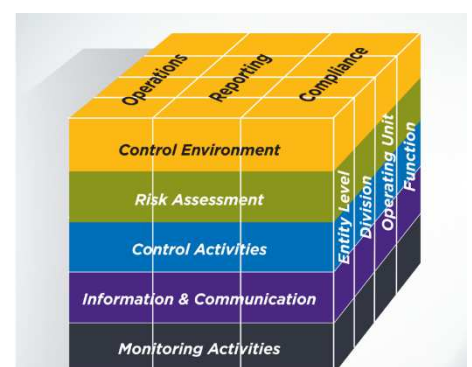 Operations
Reporting
Compliance
Control Environment
Risk Assessment
Control Activities
Information & Communication
Monitoring Activities
Entity Level
Division
Operating Unit
Function